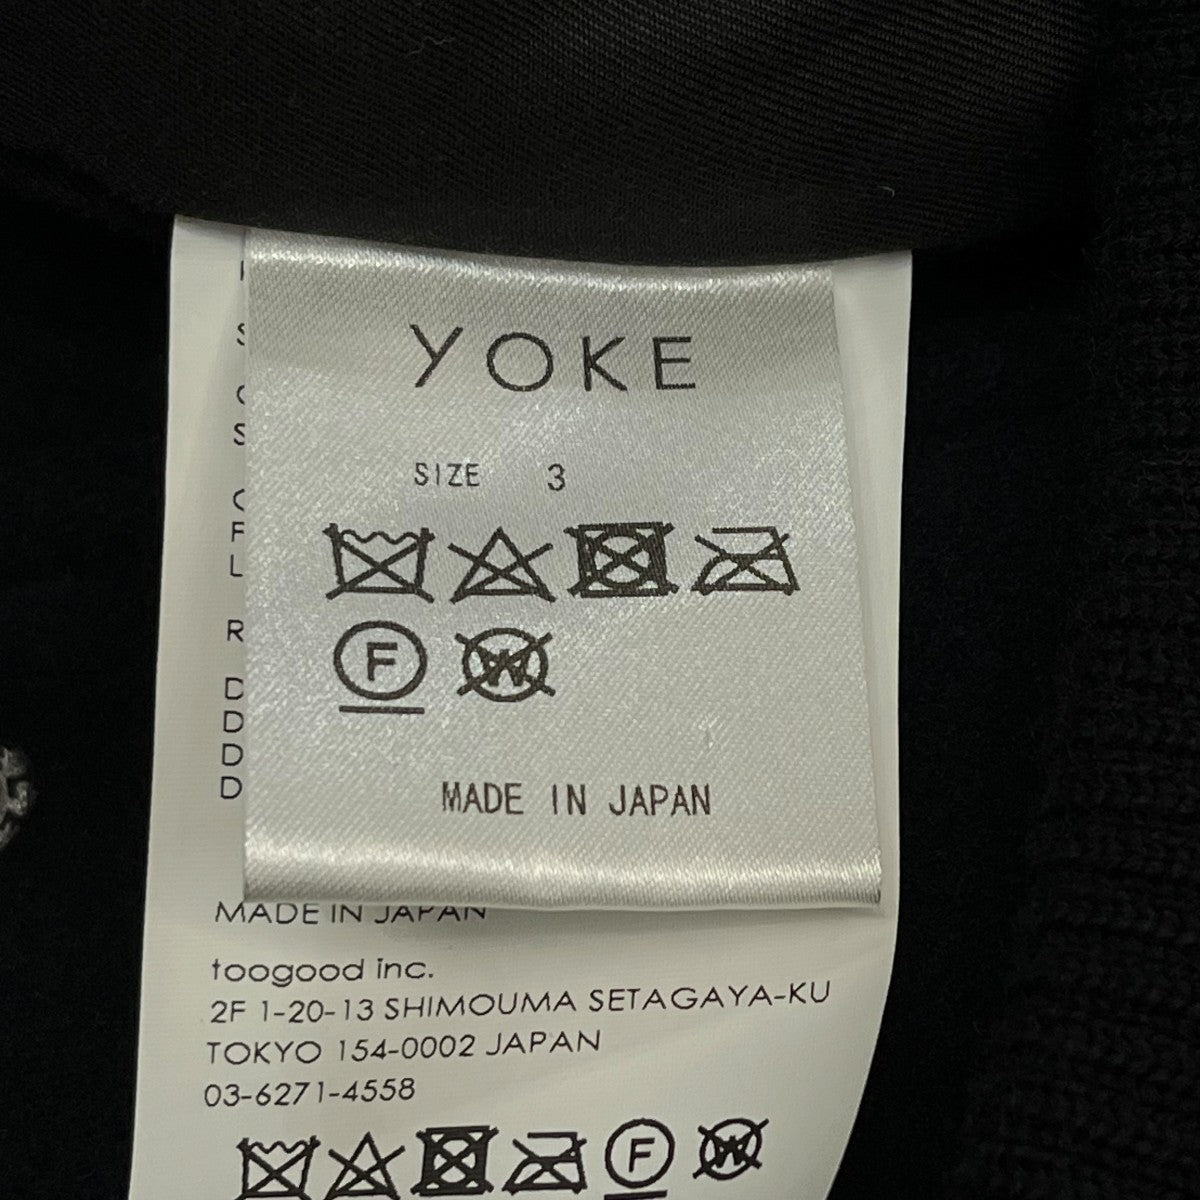 YOKE
SIZE 3
F
W
MADE IN JAPAN
S
S
F
L
R
D
D
D
D
MADE IN JAPAN
toogood inc.
2F 1-20-13 SHIMOUMA SETAGAYA-KU
TOKYO 154-0002 JAPAN
03-6271-4558
F
W